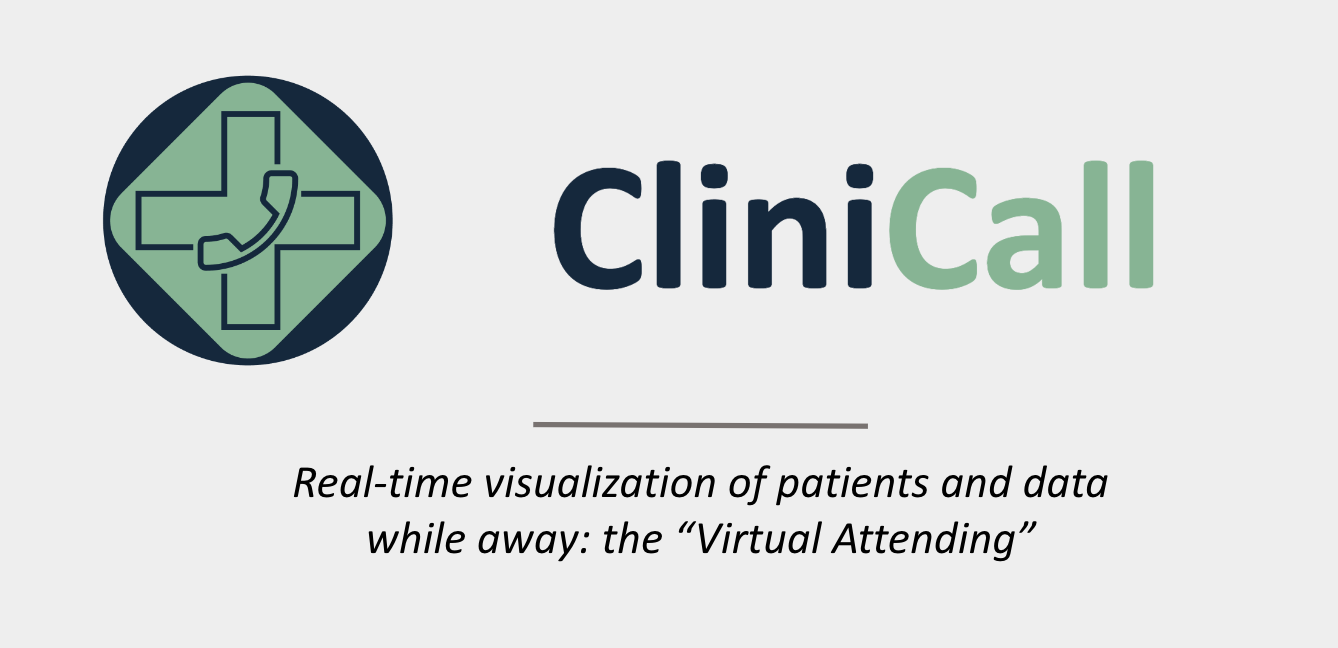 CliniCall
Real-time visualization of patients and data
while away: the “Virtual Attending”